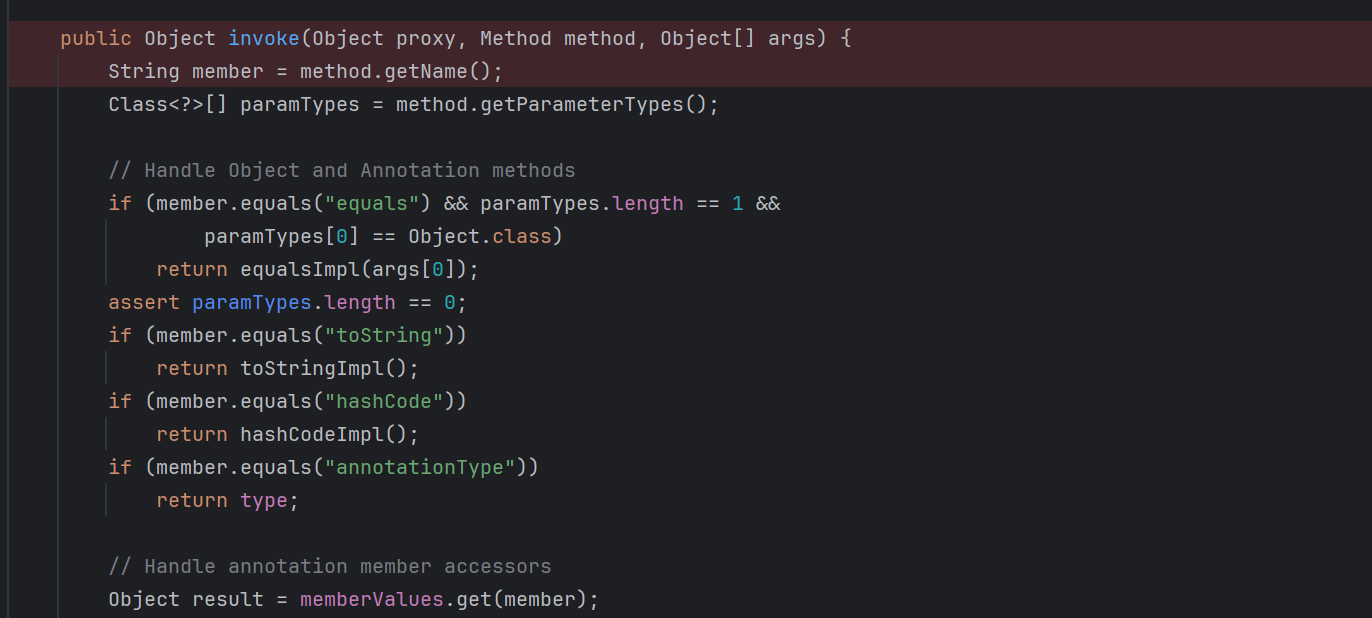 public Object invoke(Object proxy, Method method, Object[] args) {
String member = method.getName();
Class<?>[] paramTypes = method.getParameterTypes();
// Handle Object and Annotation methods
if (member.equals("equals") && paramTypes.length == 1 &&
paramTypes[0] == Object.class)
return equalsImpl(args[0]);
assert paramTypes.length == 0;
if (member.equals("toString"))
return toStringImpl();
if (member.equals("hashCode"))
return hashCodeImpl();
if (member.equals("annotationType"))
return type;
// Handle annotation member accessors
Object result = memberValues.get(member);